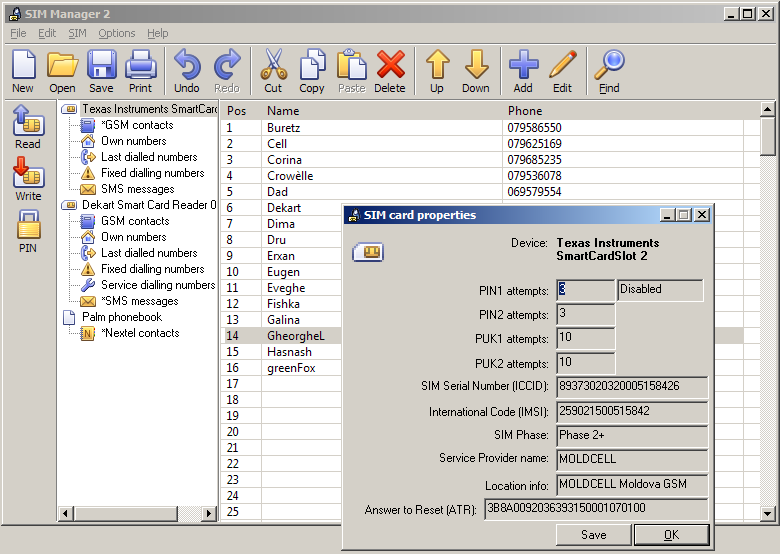 SIM Manager 2
File Edit SIM Options Help
New Open Save Print Undo Redo Cut Copy Paste Delete Up Down Add Edit Find
Read
Write
PIN
Texas Instruments SmartCard
*GSM contacts
Own numbers
Last dialled numbers
Fixed dialling numbers
SMS messages
Dekart Smart Card Reader 0
GSM contacts
Own numbers
Last dialled numbers
Fixed dialling numbers
Service dialling numbers
*SMS messages
Palm phonebook
*Nextel contacts
Pos Name Phone
1 Buretz 079586550
2 Cell 079625169
3 Corina 079685235
4 Crowèlle 079536078
5 Dad 069579554
6 Dekart
7 Dima
8 Dru
9 Erxan
10 Eugen
11 Eveghe
12 Fishka
13 Galina
14 GheorgheL
15 Hasnash
16 greenFox
17
18
19
20
21
22
23
24
25
SIM card properties
Device: Texas Instruments
SmartCardSlot 2
PIN1 attempts: 3 Disabled
PIN2 attempts: 3
PUK1 attempts: 10
PUK2 attempts: 10
SIM Serial Number (ICCID): 89373020320005158426
International Code (IMSI): 259021500515842
SIM Phase: Phase 2+
Service Provider name: MOLDCELL
Location info: MOLDCELL Moldova GSM
Answer to Reset (ATR): 3B8A009203639315000107010​0
Save OK